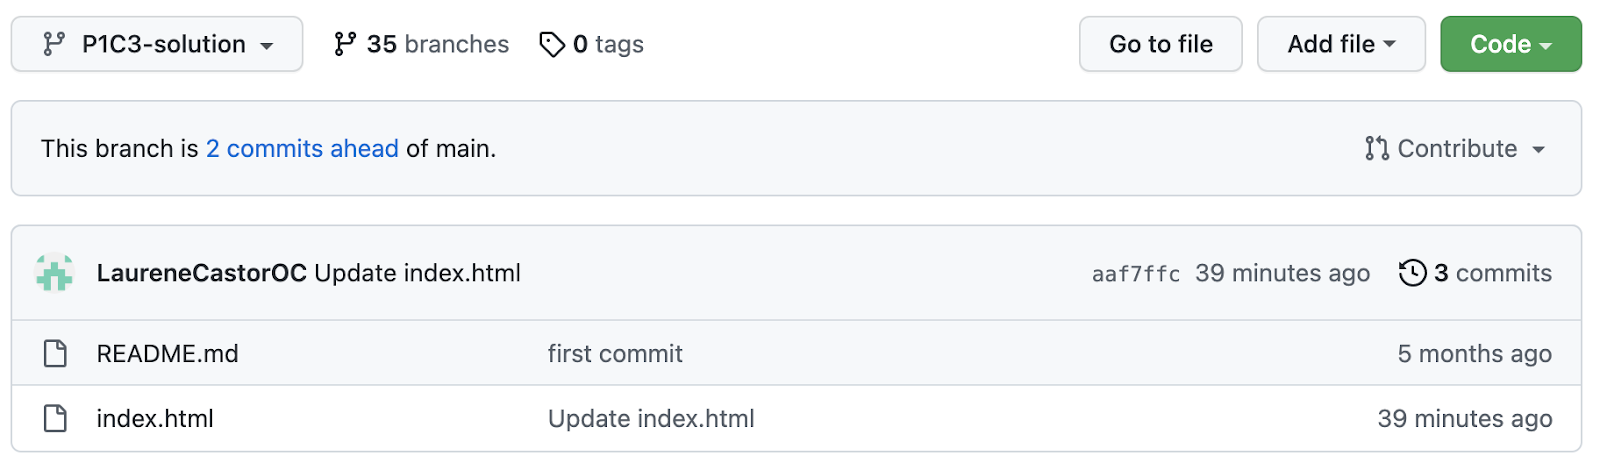 P1C3-solution 35 branches 0 tags Go to file Add file Code
This branch is 2 commits ahead of main. Contribute
LaureneCastorOC Update index.html aaf7ffc 39 minutes ago 3 commits
README.md first commit 5 months ago
index.html Update index.html 39 minutes ago